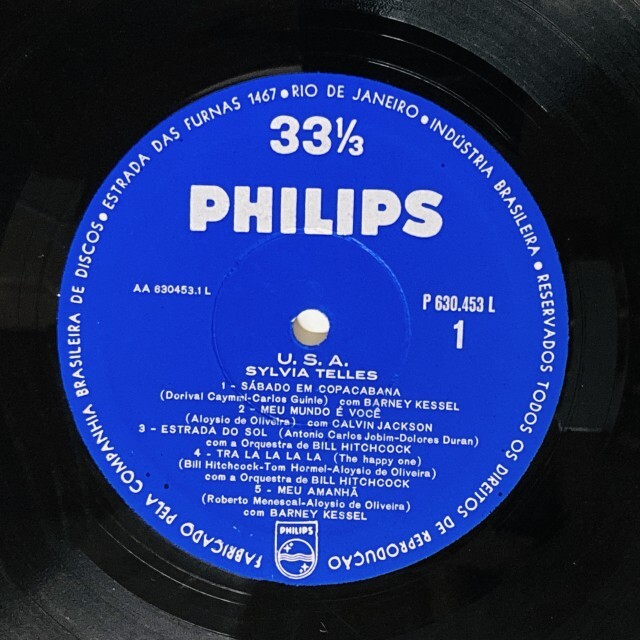 FABRICADO PELA COMPANHIA BRASILEIRA DE DISCOS • ESTRADA DAS FURNAS 1467 • RIO DE JANEIRO • INDÚSTRIA BRASILEIRA • RESERVADOS TODOS OS DIREITOS DE REPRODUÇÃO
33⅓
PHILIPS
AA 630453.1 L
P 630.453 L
1
U. S. A.
SYLVIA TELLES
1 - SÁBADO EM COPACABANA
(Dorival Caymmi-Carlos Guinle) com BARNEY KESSEL
2 - MEU MUNDO É VOCÊ
(Aloysio de Oliveira) com CALVIN JACKSON
3 - ESTRADA DO SOL (Antonio Carlos Jobim-Dolores Duran)
com a Orquestra de BILL HITCHCOCK
4 - TRA LA LA LA LA (The happy one)
(Bill Hitchcock-Tom Hormel-Aloysio de Oliveira)
com a Orquestra de BILL HITCHCOCK
5 - MEU AMANHÃ
(Roberto Menescal-Aloysio de Oliveira)
com BARNEY KESSEL
PHILIPS